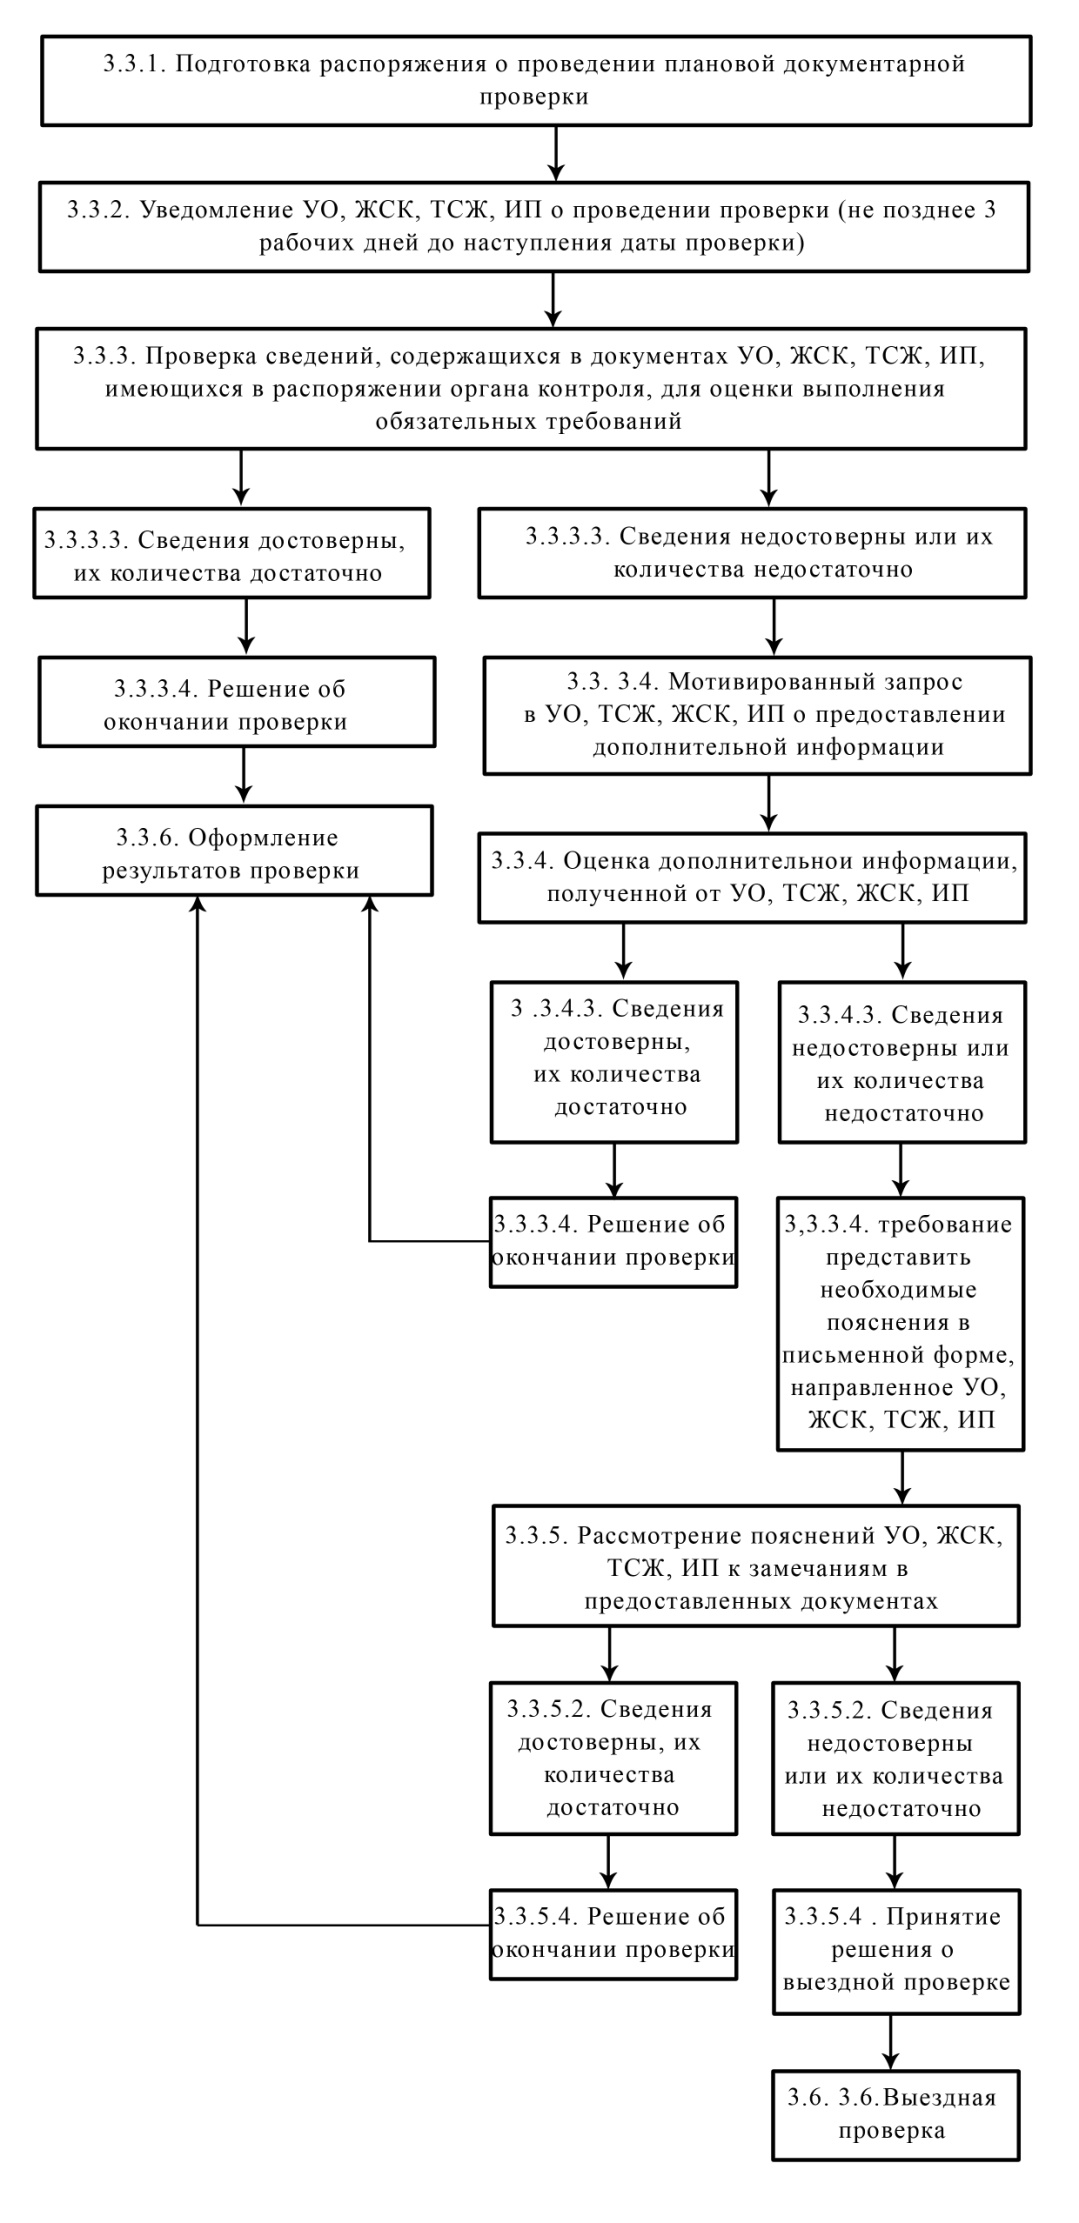 3.3.1. Подготовка распоряжения о проведении плановой документарной
проверки
3.3.2. Уведомление УО, ЖСК, ТСЖ, ИП о проведении проверки (не позднее 3
рабочих дней до наступления даты проверки)
3.3.3. Проверка сведений, содержащихся в документах УО, ЖСК, ТСЖ, ИП,
имеющихся в распоряжении органа контроля, для оценки выполнения
обязательных требований
3.3.3.3. Сведения достоверны,
их количества достаточно
3.3.3.3. Сведения недостоверны или их
количества недостаточно
3.3.3.4. Решение об
окончании проверки
3.3. 3.4. Мотивированный запрос
в УО, ТСЖ, ЖСК, ИП о предоставлении
дополнительной информации
3.3.6. Оформление
результатов проверки
3.3.4. Оценка дополнительнои информации,
полученной от УО, ТСЖ, ЖСК, ИП
3 .3.4.3. Сведения
достоверны,
их количества
достаточно
3.3.4.3. Сведения
недостоверны или
их количества
недостаточно
3.3.3.4. Решение об
окончании проверки
3,3.3.4. требование
представить
необходимые
пояснения в
письменной форме,
направленное УО,
ЖСК, ТСЖ, ИП
3.3.5. Рассмотрение пояснений УО, ЖСК,
ТСЖ, ИП к замечаниям в
предоставленных документах
3.3.5.2. Сведения
достоверны, их
количества
достаточно
3.3.5.2. Сведения
недостоверны
или их количества
недостаточно
3.3.5.4. Решение об
окончании проверки
3.3.5.4 . Принятие
решения о
выездной проверке
3.6. 3.6.Выездная
проверка